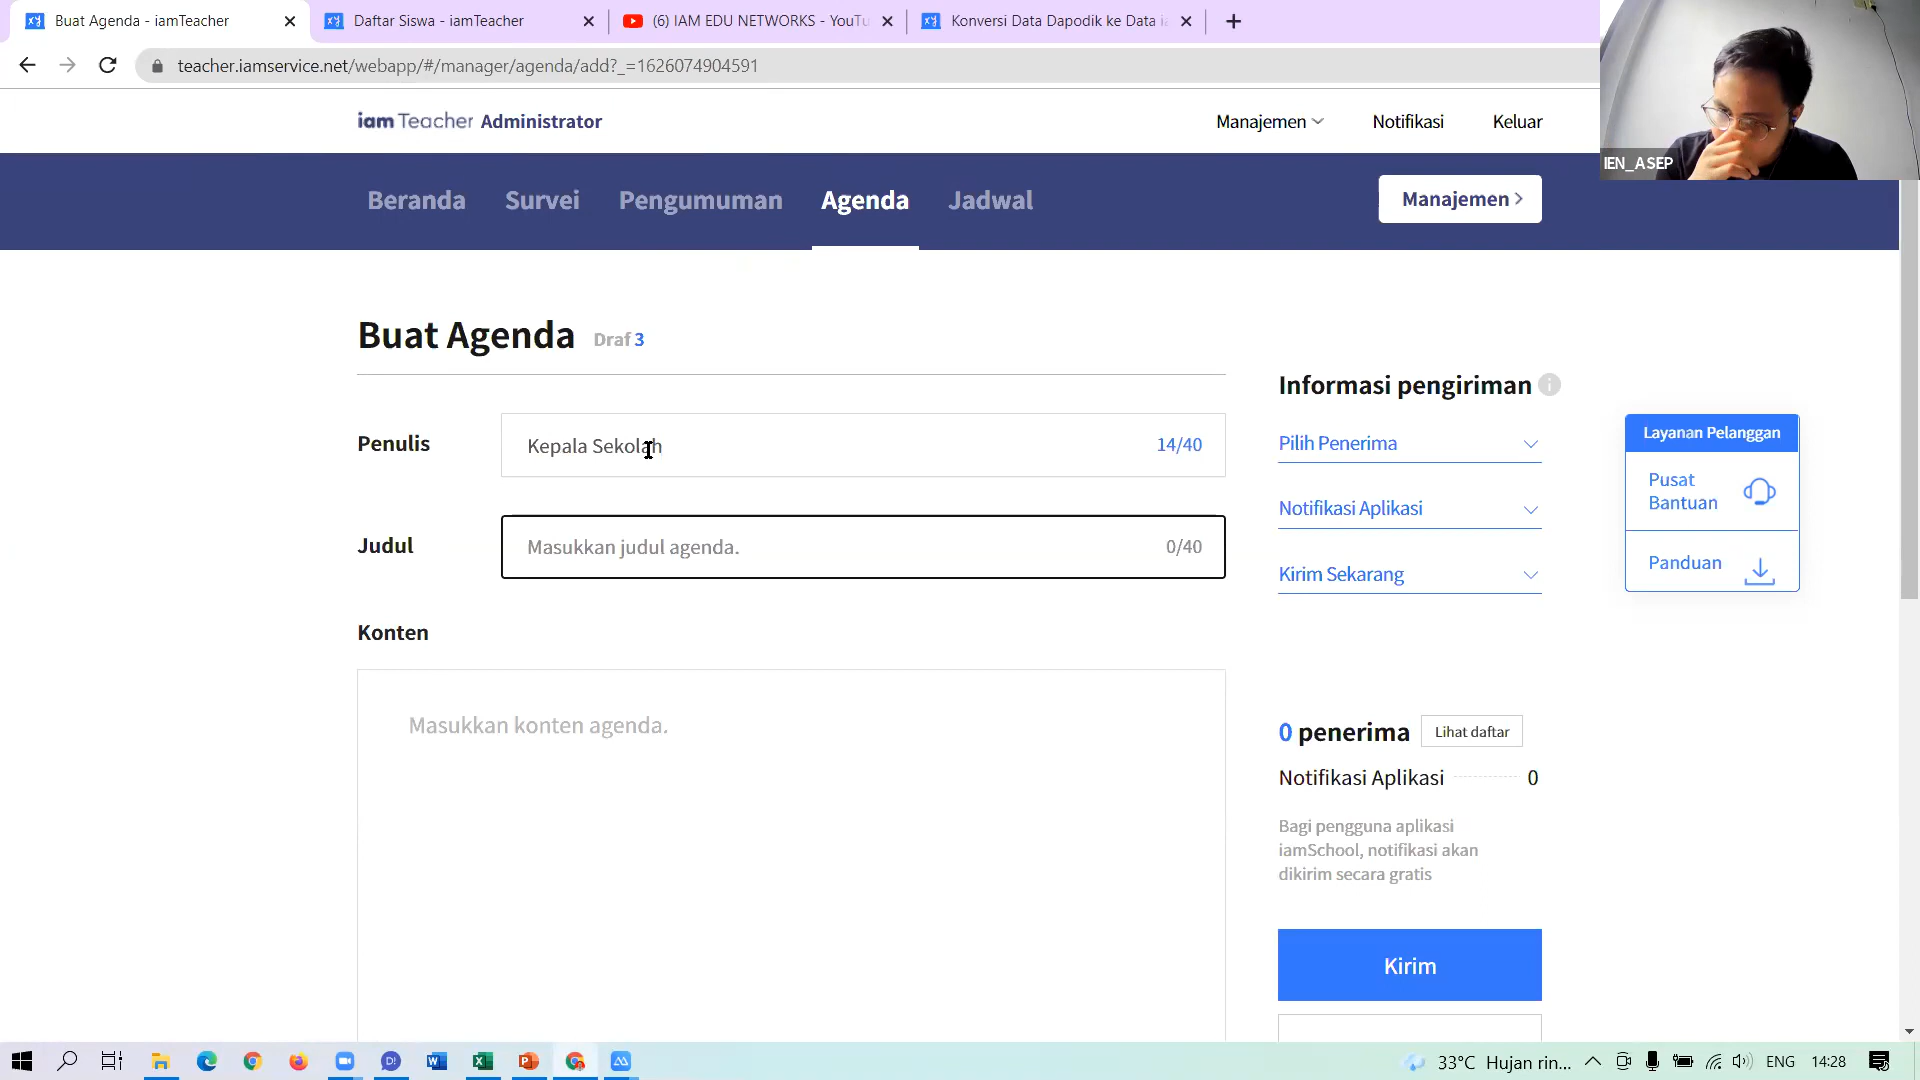 Buat Agenda - iamTeacher
Daftar Siswa - iamTeacher
(6) IAM EDU NETWORKS - YouTu
Konversi Data Dapodik ke Data ia
teacher.iamservice.net/webapp/#/manager/agenda/add?_=1626074904591
iam Teacher Administrator
Manajemen
Notifikasi
Keluar
IEN_ASEP
Beranda
Survei
Pengumuman
Agenda
Jadwal
Manajemen
Buat Agenda
Draf 3
Penulis
Kepala Sekolah
14/40
Judul
Masukkan judul agenda.
0/40
Konten
Masukkan konten agenda.
Informasi pengiriman
Pilih Penerima
Notifikasi Aplikasi
Kirim Sekarang
Layanan Pelanggan
Pusat
Bantuan
Panduan
0 penerima
Lihat daftar
Notifikasi Aplikasi
0
Bagi pengguna aplikasi
iamSchool, notifikasi akan
dikirim secara gratis
Kirim
33°C Hujan rin...
ENG
14:28